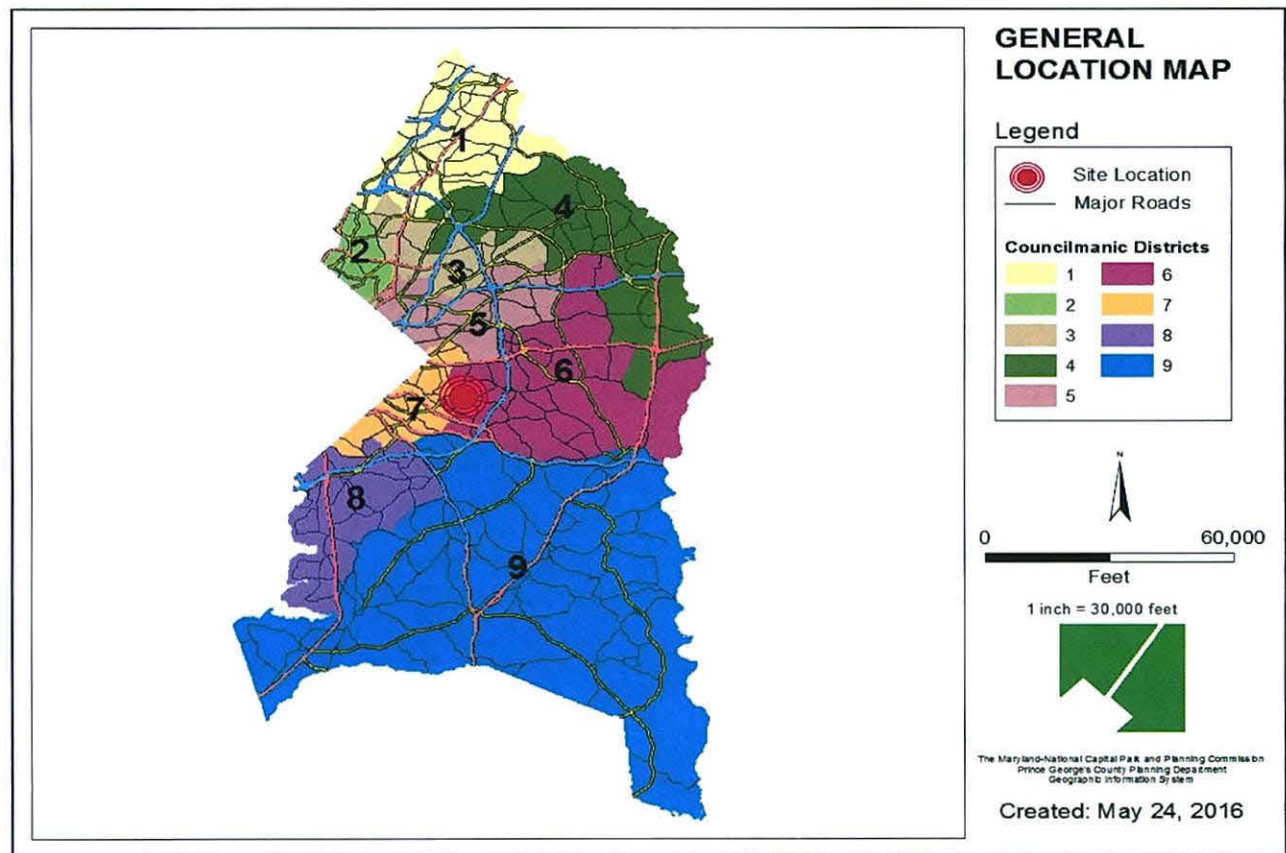 GENERAL
LOCATION MAP
Legend
Site Location
Major Roads
Councilmanic Districts
1 6
2 7
3 8
4 9
5
N
0 60,000
Feet
1 inch = 30,000 feet
The Maryland-National Capital Park and Planning Commission
Prince George's County Planning Department
Geographic Information System
Created: May 24, 2016
1
4
2
3
5
6
7
8
9